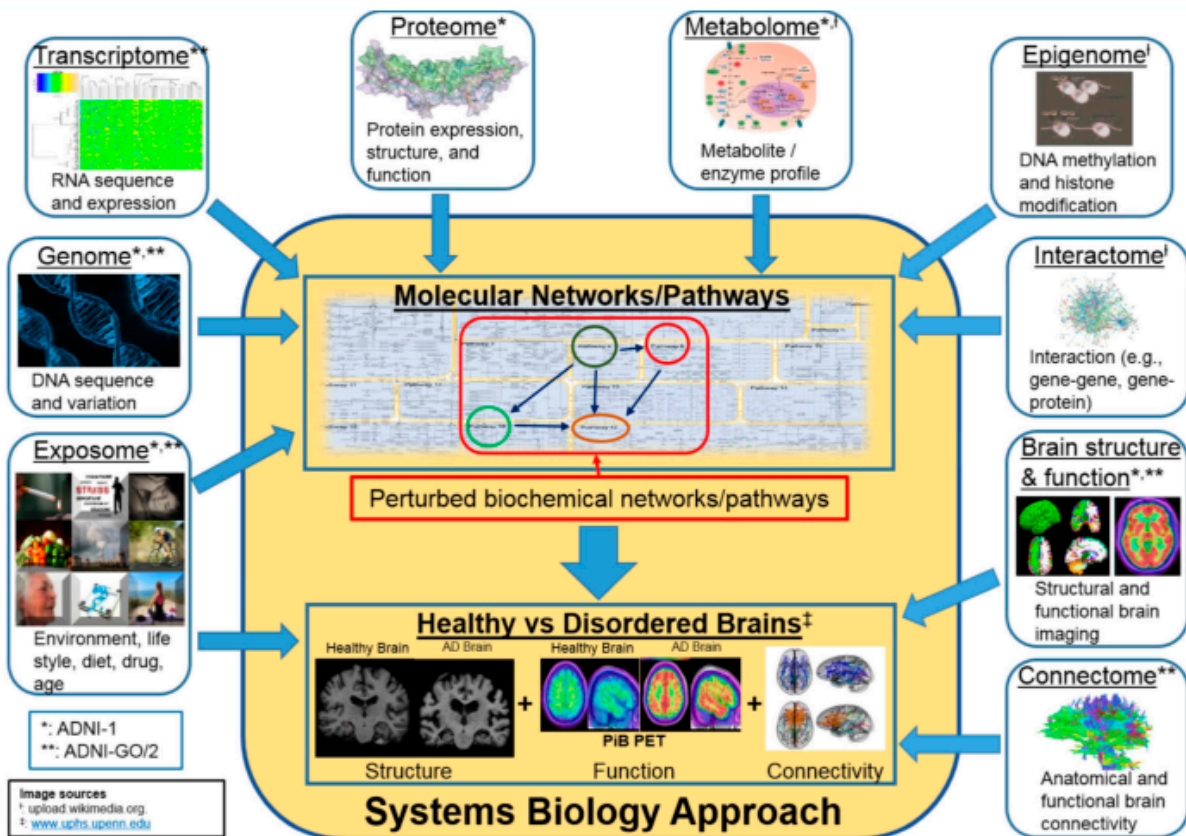 Transcriptome**
RNA sequence
and expression
Proteome*
Protein expression,
structure, and
function
Metabolome*,ƚ
Metabolite /
enzyme profile
Epigenomeƚ
DNA methylation
and histone
modification
Genome*,**
DNA sequence
and variation
Interactomeƚ
Interaction (e.g.,
gene-gene, gene-
protein)
Exposome*,**
STRESS
Environment, life
style, diet, drug,
age
Molecular Networks/Pathways
Perturbed biochemical networks/pathways
Brain structure
& function*,**
Structural and
functional brain
imaging
Healthy vs Disordered Brains‡
Healthy Brain
AD Brain
Healthy Brain
AD Brain
+
+
PiB PET
Structure
Function
Connectivity
Connectome**
Anatomical and
functional brain
connectivity
*: ADNI-1
**: ADNI-GO/2
Image sources
ƚ: upload.wikimedia.org.
‡: www.uphs.upenn.edu
Systems Biology Approach